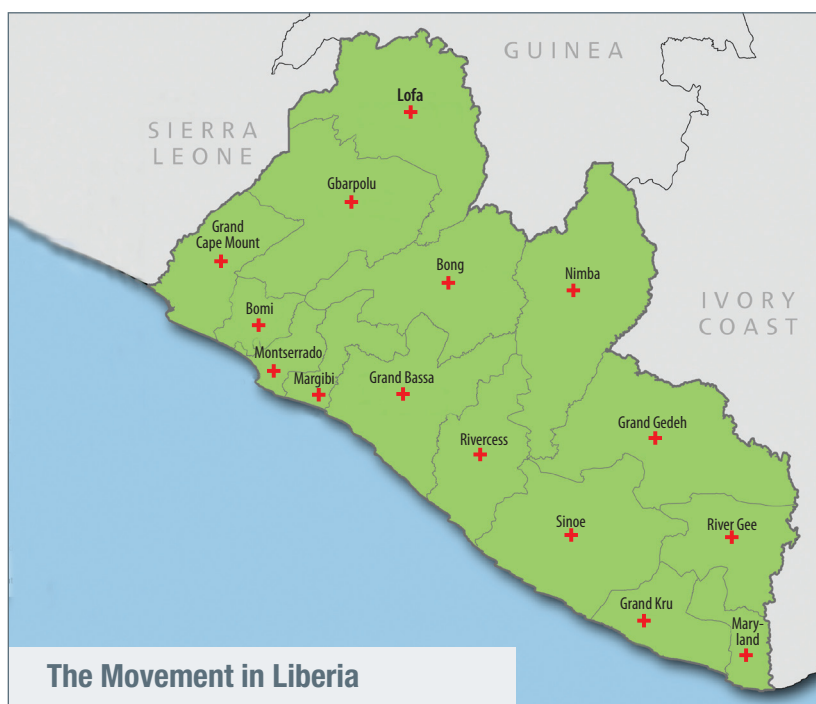 GUINEA
Lofa
SIERRA
LEONE
Gbarpolu
Grand
Cape Mount
Bong
Nimba
IVORY
COAST
Bomi
Montserrado
Margibi
Grand Bassa
Grand Gedeh
Rivercess
Sinoe
River Gee
Grand Kru
Mary-
land
The Movement in Liberia